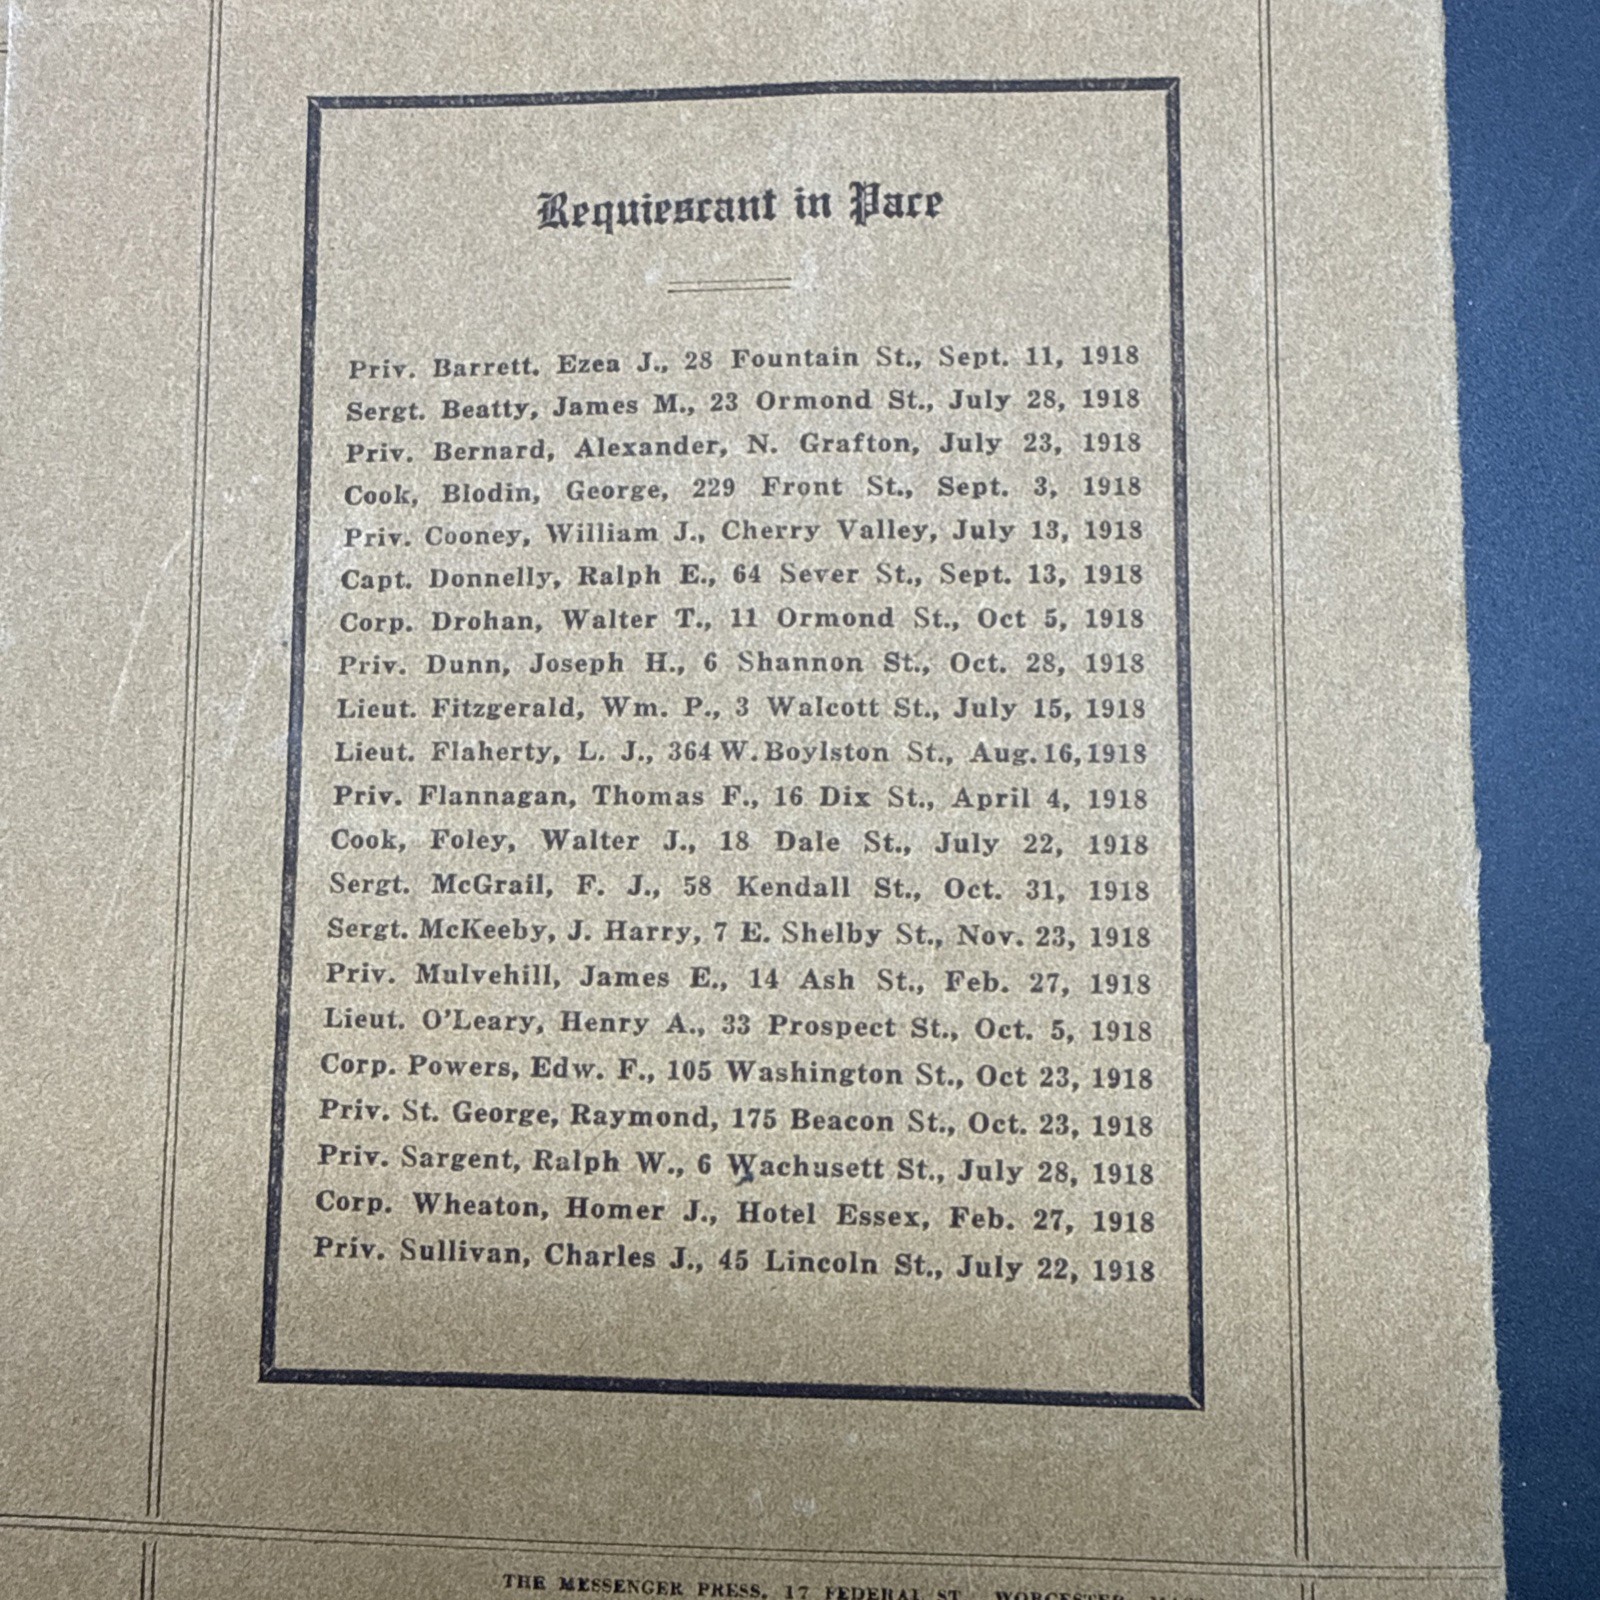 Requiescant in Pace
Priv. Barrett. Ezea J., 28 Fountain St., Sept. 11, 1918
Sergt. Beatty, James M., 23 Ormond St., July 28, 1918
Priv. Bernard, Alexander, N. Grafton, July 23, 1918
Cook, Blodin, George, 229 Front St., Sept. 3, 1918
Priv. Cooney, William J., Cherry Valley, July 13, 1918
Capt. Donnelly, Ralph E., 64 Sever St., Sept. 13, 1918
Corp. Drohan, Walter T., 11 Ormond St., Oct 5, 1918
Priv. Dunn, Joseph H., 6 Shannon St., Oct. 28, 1918
Lieut. Fitzgerald, Wm. P., 3 Walcott St., July 15, 1918
Lieut. Flaherty, L. J., 364 W. Boylston St., Aug. 16, 1918
Priv. Flannagan, Thomas F., 16 Dix St., April 4, 1918
Cook, Foley, Walter J., 18 Dale St., July 22, 1918
Sergt. McGrail, F. J., 58 Kendall St., Oct. 31, 1918
Sergt. McKeeby, J. Harry, 7 E. Shelby St., Nov. 23, 1918
Priv. Mulvehill, James E., 14 Ash St., Feb. 27, 1918
Lieut. O'Leary, Henry A., 33 Prospect St., Oct. 5, 1918
Corp. Powers, Edw. F., 105 Washington St., Oct 23, 1918
Priv. St. George, Raymond, 175 Beacon St., Oct. 23, 1918
Priv. Sargent, Ralph W., 6 Wachusett St., July 28, 1918
Corp. Wheaton, Homer J., Hotel Essex, Feb. 27, 1918
Priv. Sullivan, Charles J., 45 Lincoln St., July 22, 1918
THE MESSENGER PRESS, 17 FEDERAL ST. WORCESTER,